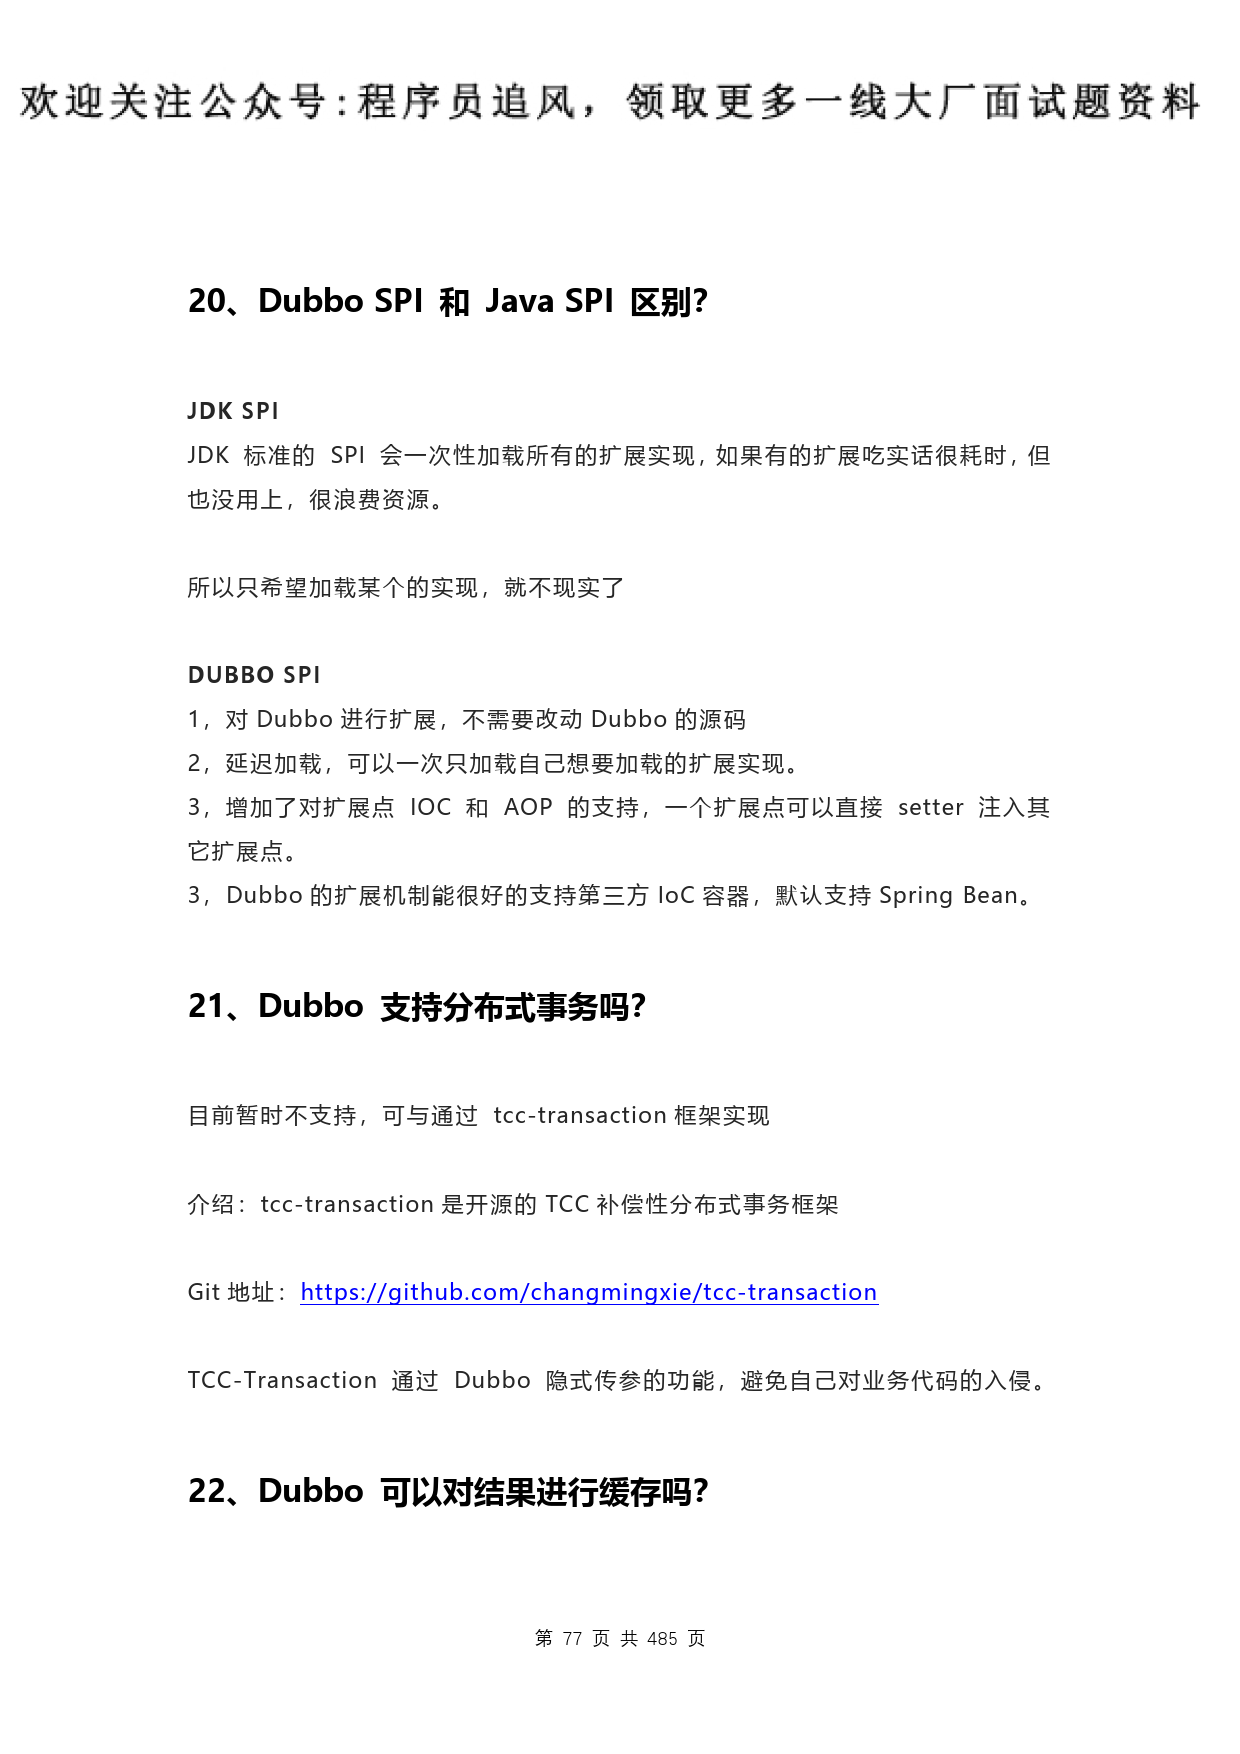 欢迎关注公众号:程序员追风，领取更多一线大厂面试题资料
20、Dubbo SPI 和 Java SPI 区别？
JDK SPI
JDK 标准的 SPI 会一次性加载所有的扩展实现，如果有的扩展吃实话很耗时，但
也没用上，很浪费资源。
所以只希望加载某个的实现，就不现实了
DUBBO SPI
1，对 Dubbo 进行扩展，不需要改动 Dubbo 的源码
2，延迟加载，可以一次只加载自己想要加载的扩展实现。
3，增加了对扩展点 IOC 和 AOP 的支持，一个扩展点可以直接 setter 注入其
它扩展点。
3，Dubbo 的扩展机制能很好的支持第三方 IoC 容器，默认支持 Spring Bean。
21、Dubbo 支持分布式事务吗？
目前暂时不支持，可与通过 tcc-transaction 框架实现
介绍：tcc-transaction 是开源的 TCC 补偿性分布式事务框架
Git 地址：https://github.com/changmingxie/tcc-transaction
TCC-Transaction 通过 Dubbo 隐式传参的功能，避免自己对业务代码的入侵。
22、Dubbo 可以对结果进行缓存吗？
第 77 页 共 485 页